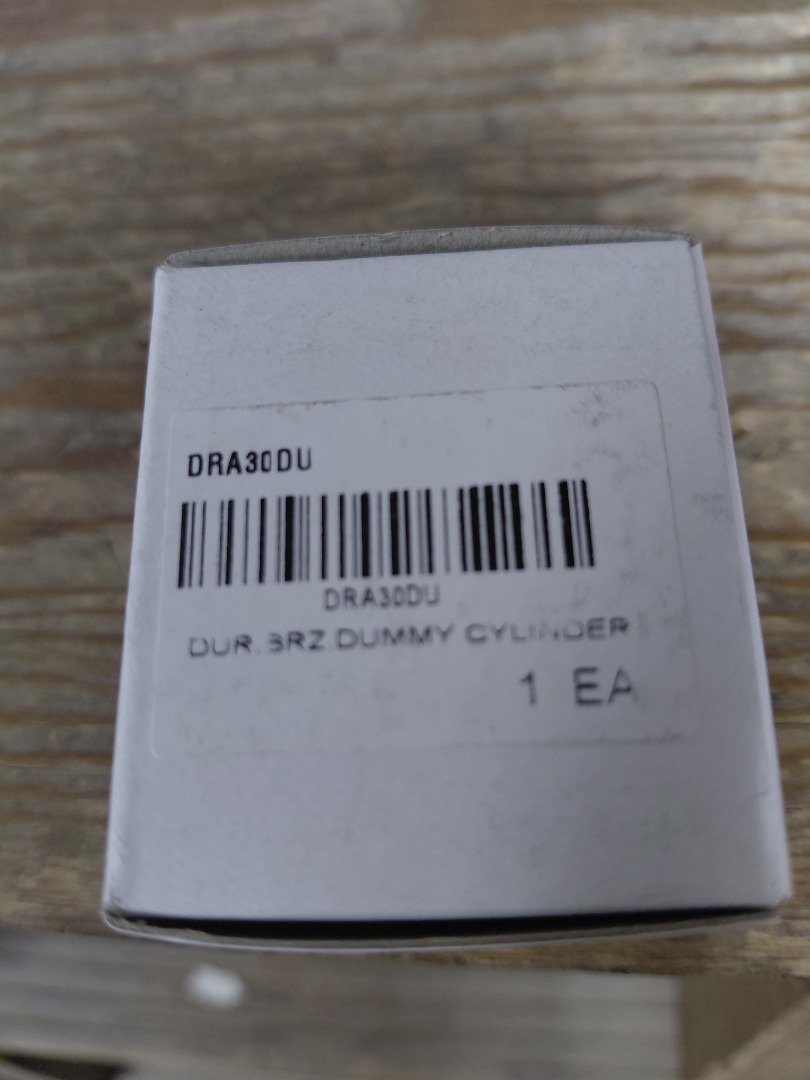 DRA30DU
DRA30DU
DUR.BRZ.DUMMY CYLINDER
1 EA